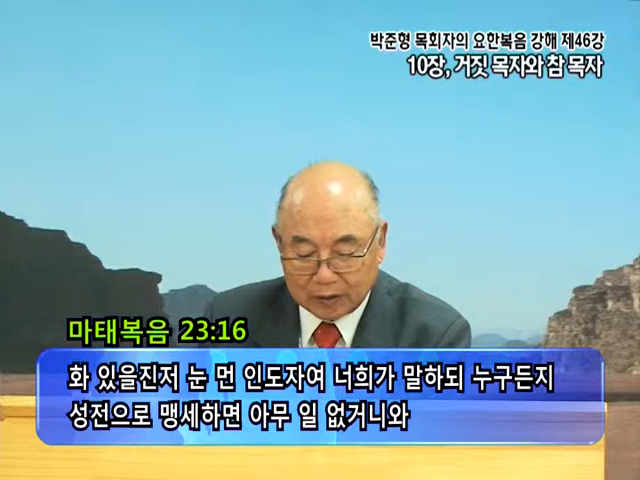 박준형 목회자의 요한복음 강해 제46강
10장, 거짓 목자와 참 목자
마태복음 23:16
화 있을진저 눈 먼 인도자여 너희가 말하되 누구든지
성전으로 맹세하면 아무 일 없거니와